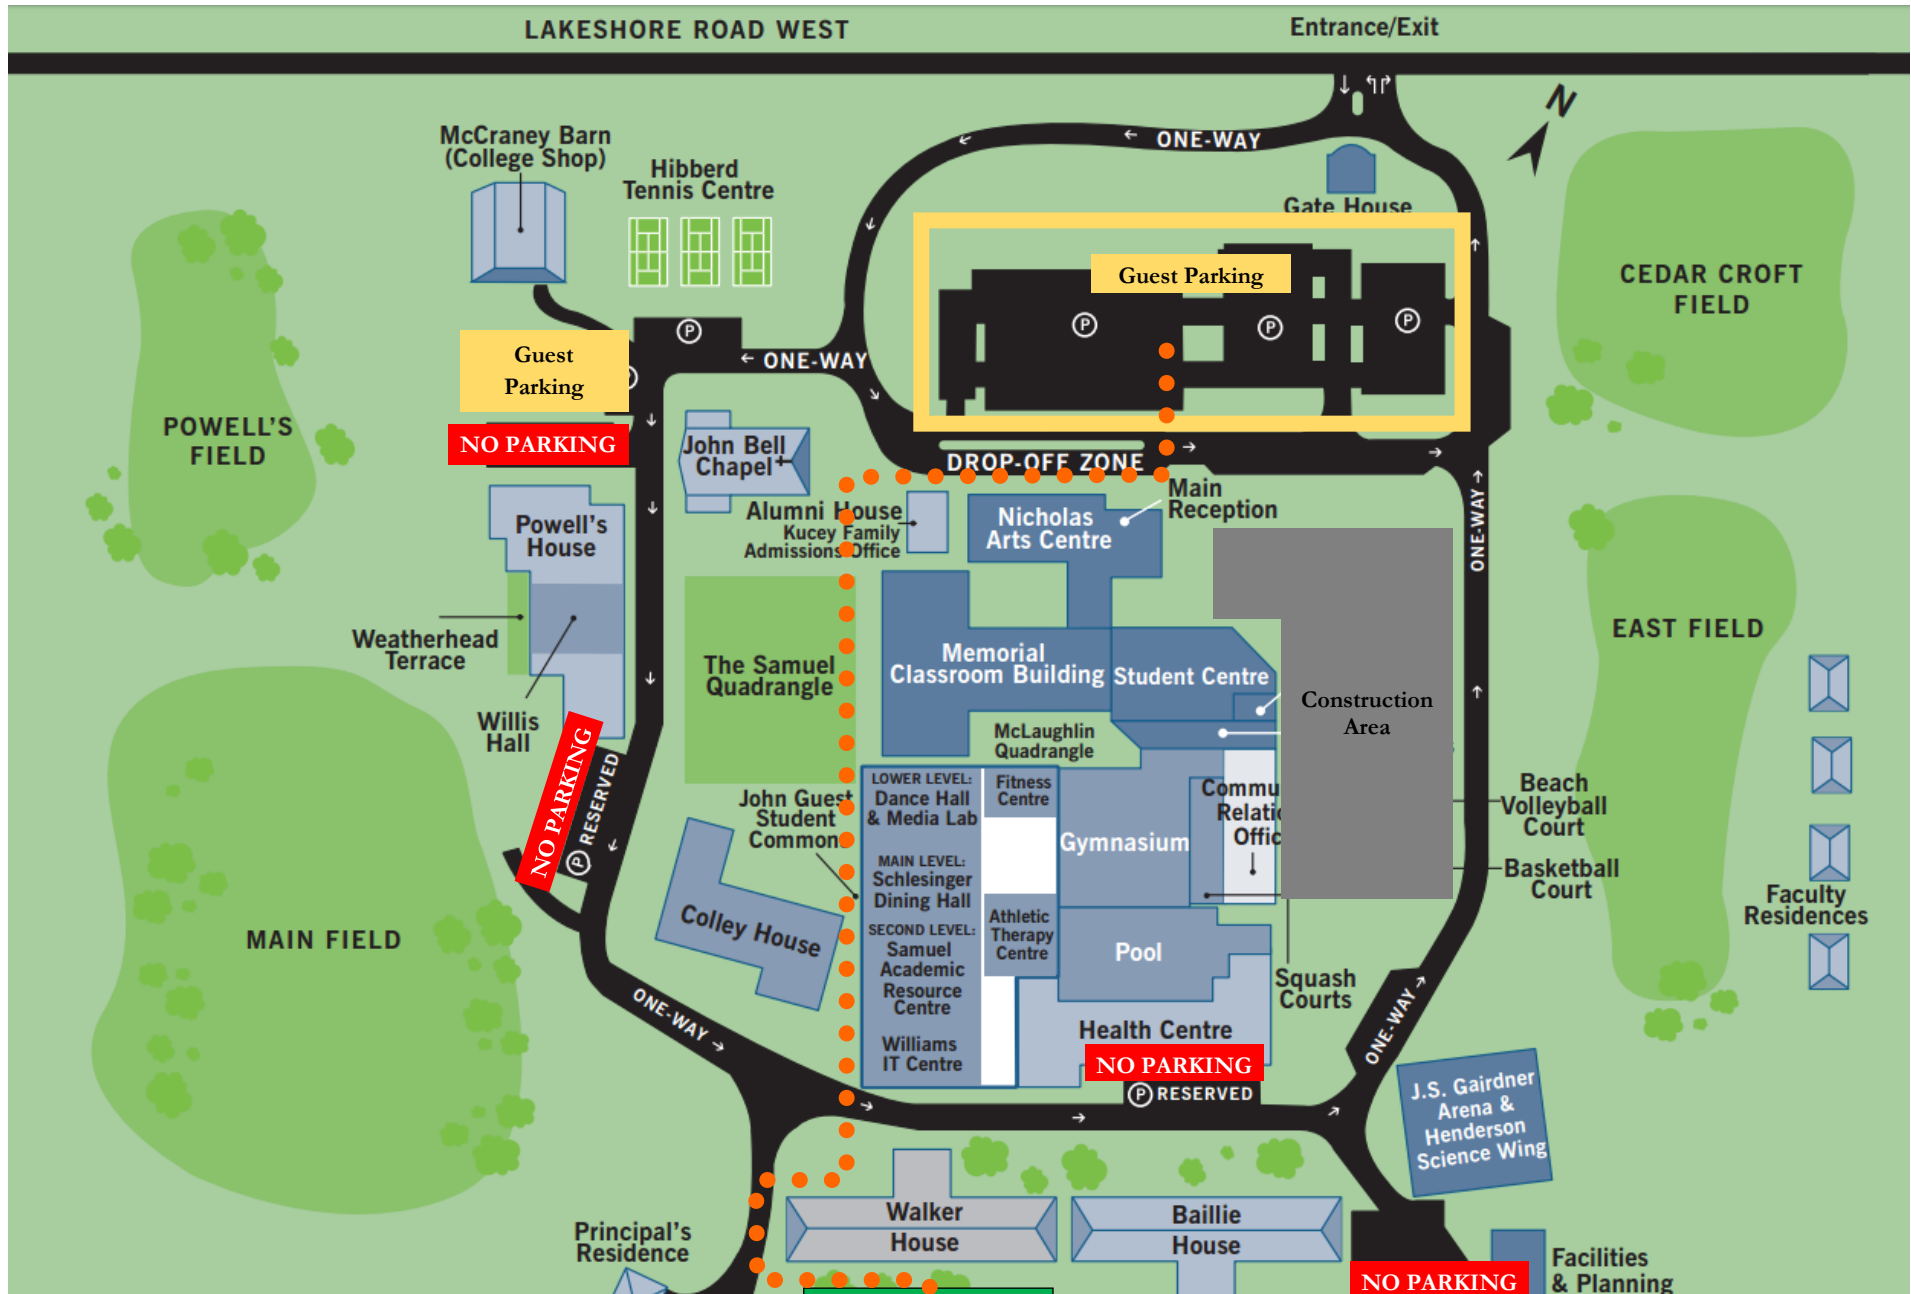 LAKESHORE ROAD WEST
Entrance/Exit
N
McCraney Barn
(College Shop)
Hibberd
Tennis Centre
ONE-WAY
Gate House
CEDAR CROFT
FIELD
Guest Parking
P
P
P
P
Guest
Parking
ONE-WAY
NO PARKING
POWELL'S
FIELD
John Bell
Chapel
DROP-OFF ZONE
Main
Reception
Alumni House
Kucey Family
Admissions Office
Nicholas
Arts Centre
Powell's
House
ONE-WAY
Weatherhead
Terrace
Willis
Hall
The Samuel
Quadrangle
Memorial
Classroom Building
Student Centre
EAST FIELD
Construction
Area
McLaughlin
Quadrangle
NO PARKING
P RESERVED
John Guest
Student
Common
LOWER LEVEL:
Dance Hall
& Media Lab
MAIN LEVEL:
Schlesinger
Dining Hall
SECOND LEVEL:
Samuel
Academic
Resource
Centre
Williams
IT Centre
Fitness
Centre
Athletic
Therapy
Centre
Gymnasium
Commu
Relati
Offic
Beach
Volleyball
Court
Basketball
Court
Faculty
Residences
MAIN FIELD
Colley House
Pool
Squash
Courts
ONE-WAY
Health Centre
NO PARKING
P RESERVED
ONE-WAY
J.S. Gairdner
Arena &
Henderson
Science Wing
Principal's
Residence
Walker
House
Baillie
House
Facilities
& Planning
NO PARKING